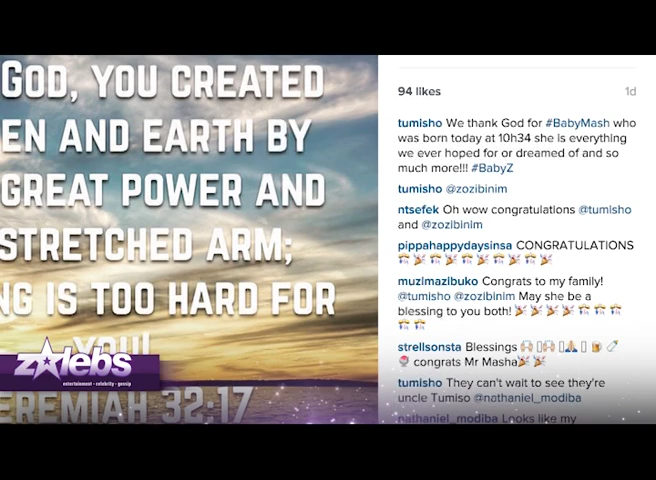 GOD, YOU CREATED
EN AND EARTH BY
GREAT POWER AND
STRETCHED ARM;
NG IS TOO HARD FOR
YOU!
EREMIAH 32:17
zalebs
entertainment • celebrity • gossip
94 likes 1d
tumisho We thank God for #BabyMash who
was born today at 10h34 she is everything
we ever hoped for or dreamed of and so
much more!!! #BabyZ
tumisho @zozibinim
ntsefek Oh wow congratulations @tumisho
and @zozibinim
pippahappydaysinsa CONGRATULATIONS
muzimazibuko Congrats to my family!
@tumisho @zozibinim May she be a
blessing to you both!
strellsonsta Blessings
congrats Mr Masha
tumisho They can't wait to see they're
uncle Tumiso @nathaniel_modiba
nathaniel_modiba Looks like my